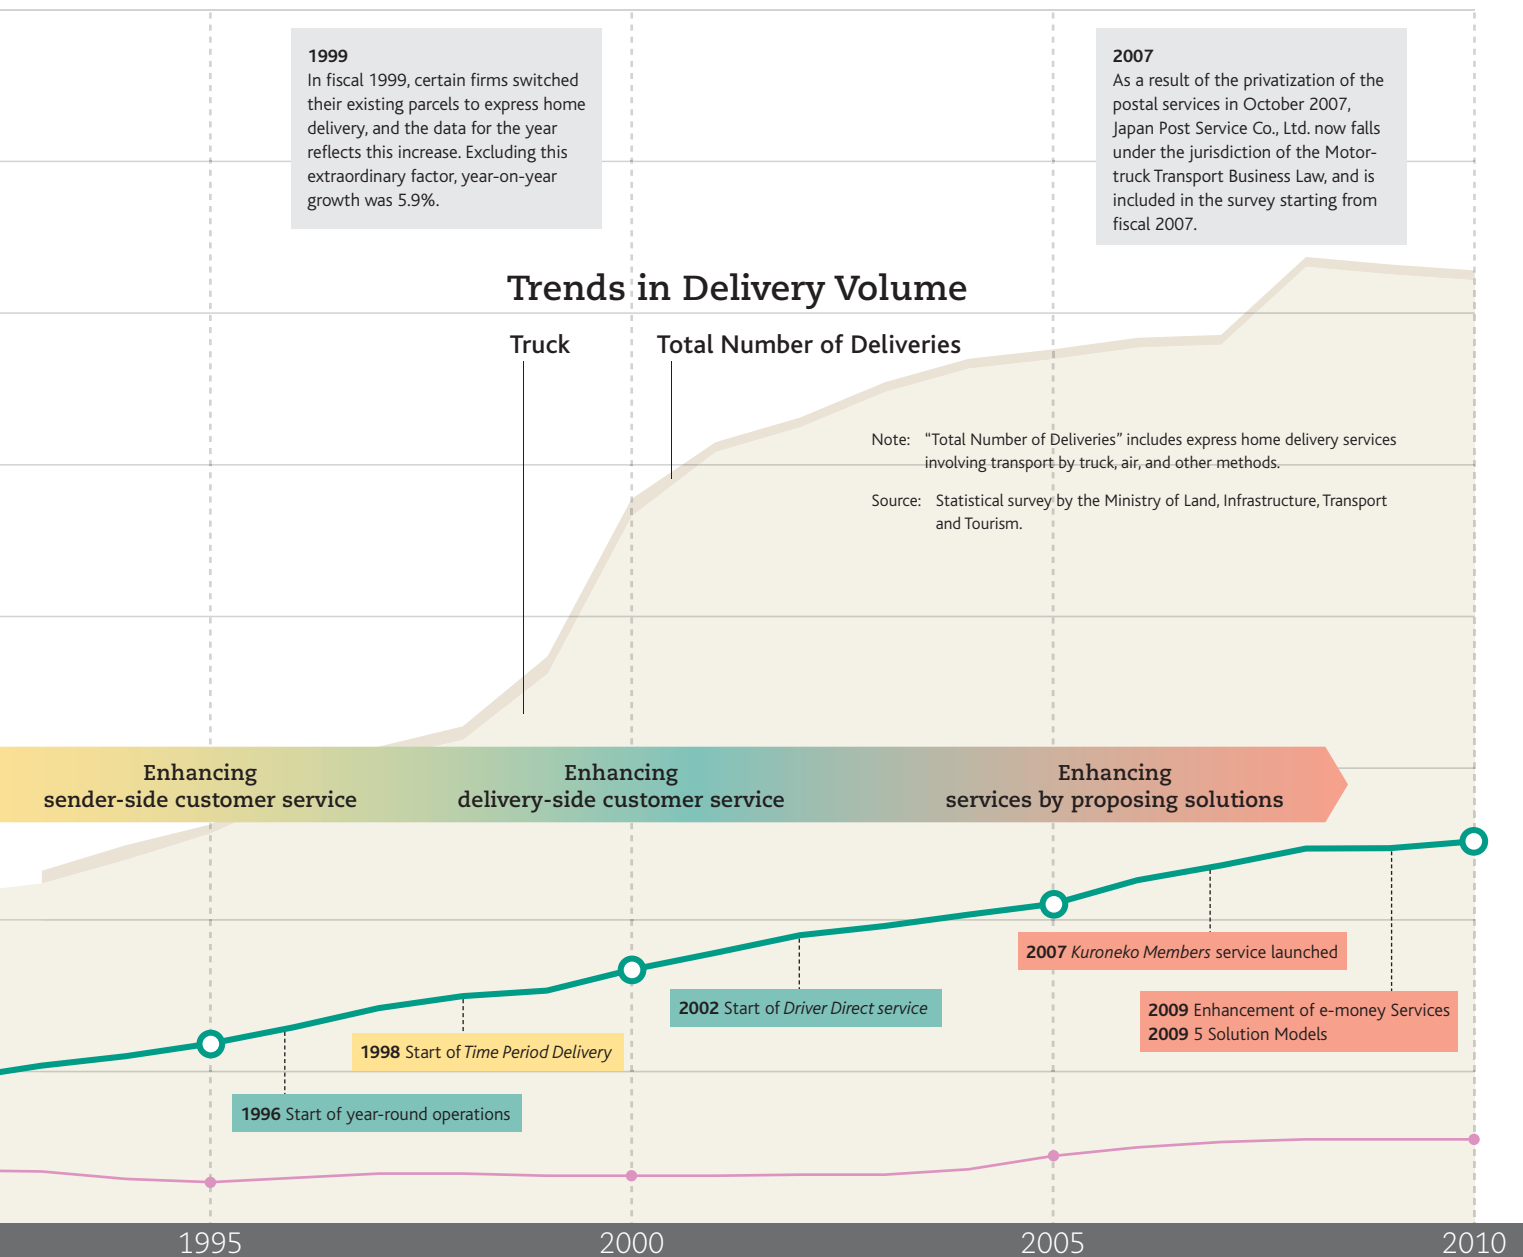 1999
In fiscal 1999, certain firms switched
their existing parcels to express home
delivery, and the data for the year
reflects this increase. Excluding this
extraordinary factor, year-on-year
growth was 5.9%.
2007
As a result of the privatization of the
postal services in October 2007,
Japan Post Service Co., Ltd. now falls
under the jurisdiction of the Motor-
truck Transport Business Law, and is
included in the survey starting from
fiscal 2007.
Trends in Delivery Volume
Truck
Total Number of Deliveries
Note: “Total Number of Deliveries” includes express home delivery services
involving transport by truck, air, and other methods.
Source: Statistical survey by the Ministry of Land, Infrastructure, Transport
and Tourism.
Enhancing
sender-side customer service
Enhancing
delivery-side customer service
Enhancing
services by proposing solutions
2007 Kuroneko Members service launched
2002 Start of Driver Direct service
2009 Enhancement of e-money Services
2009 5 Solution Models
1998 Start of Time Period Delivery
1996 Start of year-round operations
1995
2000
2005
2010